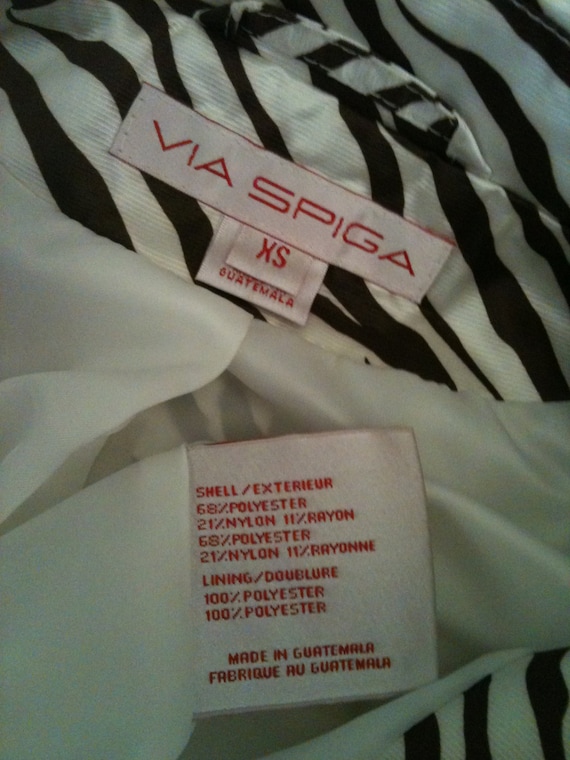 VIA SPIGA
XS
GUATEMALA
SHELL/EXTERIEUR
68%POLYESTER
21%NYLON 11%RAYON
68%POLYESTER
21%NYLON 11%RAYONNE
LINING/DOUBLURE
100%POLYESTER
100%POLYESTER
MADE IN GUATEMALA
FABRIQUE AU GUATEMALA